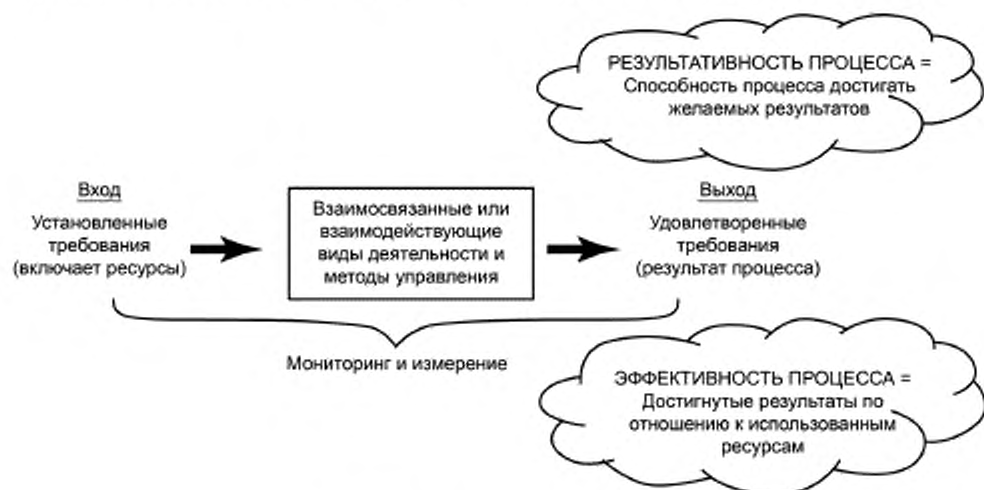 РЕЗУЛЬТАТИВНОСТЬ ПРОЦЕССА =
Способность процесса достигать
желаемых результатов
Вход
Установленные
требования
(включает ресурсы)
Взаимосвязанные или
взаимодействующие
виды деятельности и
методы управления
Выход
Удовлетворенные
требования
(результат процесса)
Мониторинг и измерение
ЭФФЕКТИВНОСТЬ ПРОЦЕССА =
Достигнутые результаты по
отношению к использованным
ресурсам